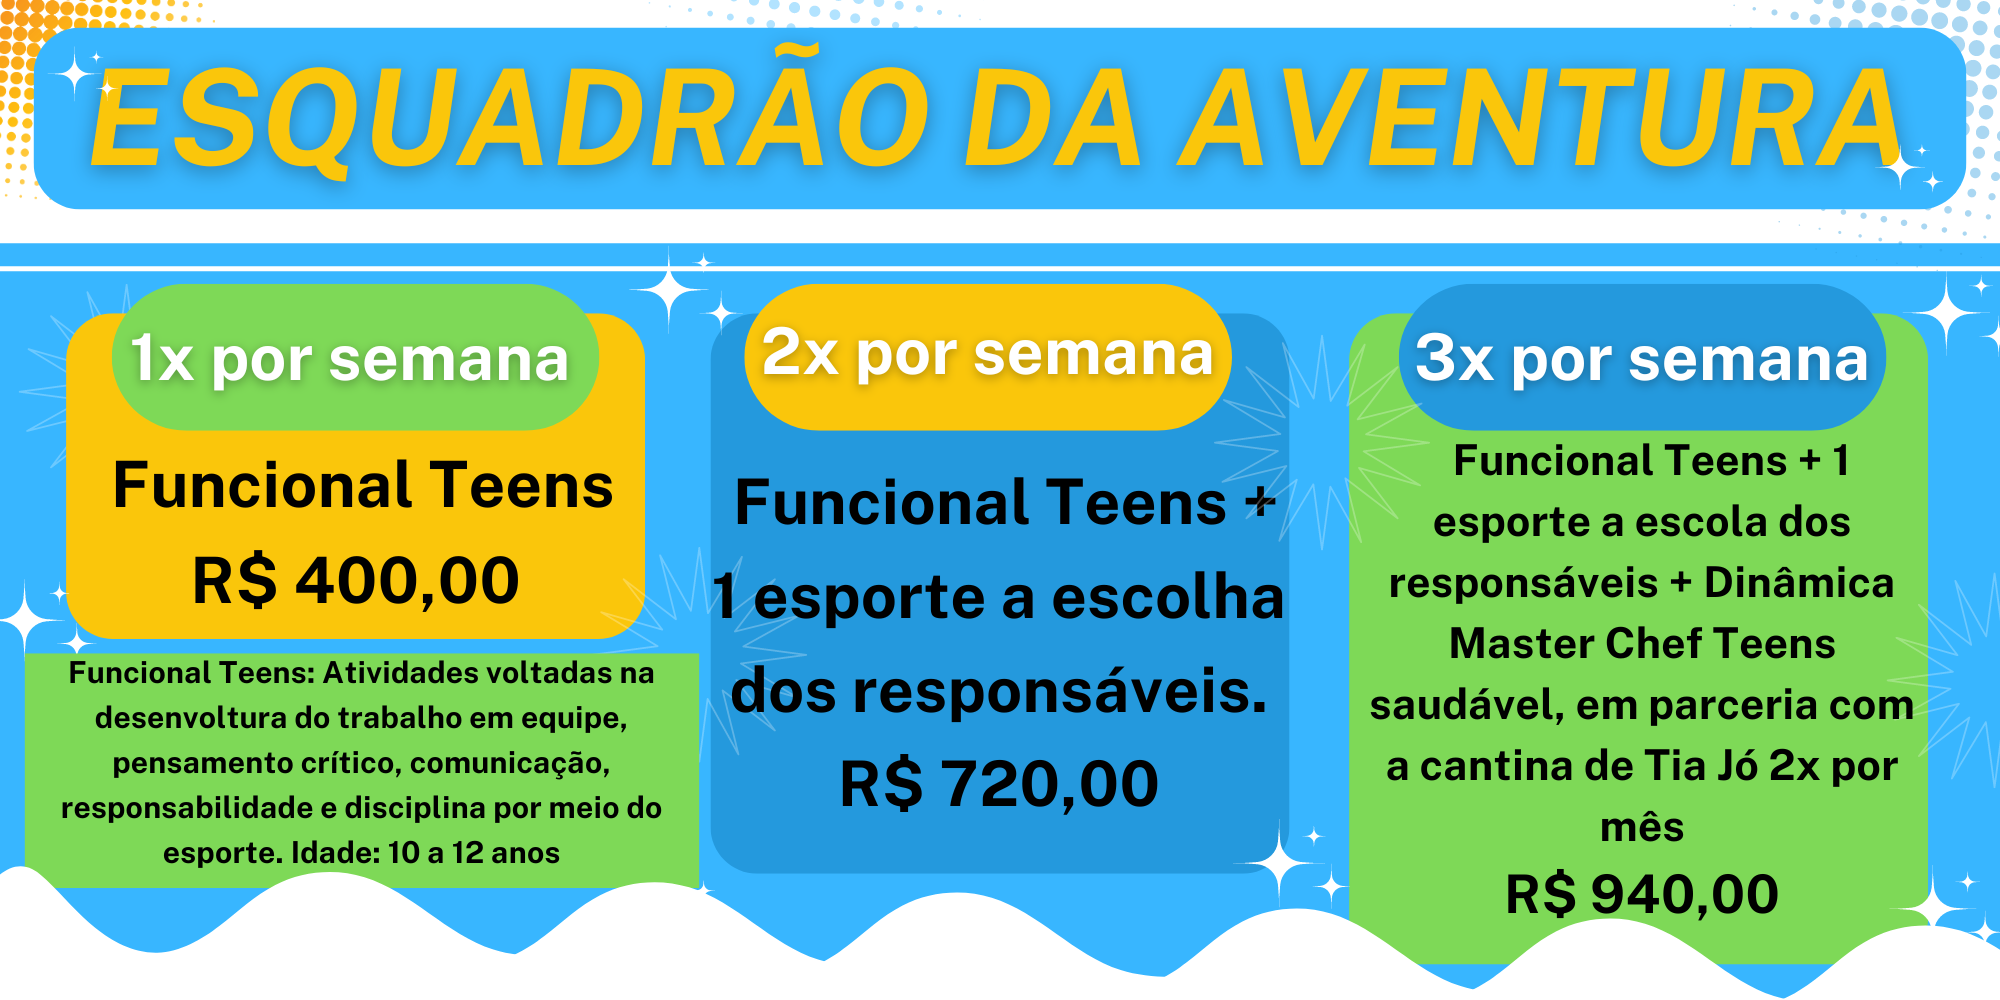 ESQUADRÃO DA AVENTURA
1x por semana
Funcional Teens
R$ 400,00
Funcional Teens: Atividades voltadas na
desenvoltura do trabalho em equipe,
pensamento crítico, comunicação,
responsabilidade e disciplina por meio do
esporte. Idade: 10 a 12 anos
2x por semana
Funcional Teens +
1 esporte a escolha
dos responsáveis.
R$ 720,00
3x por semana
Funcional Teens + 1
esporte a escola dos
responsáveis + Dinâmica
Master Chef Teens
saudável, em parceria com
a cantina de Tia Jó 2x por
mês
R$ 940,00